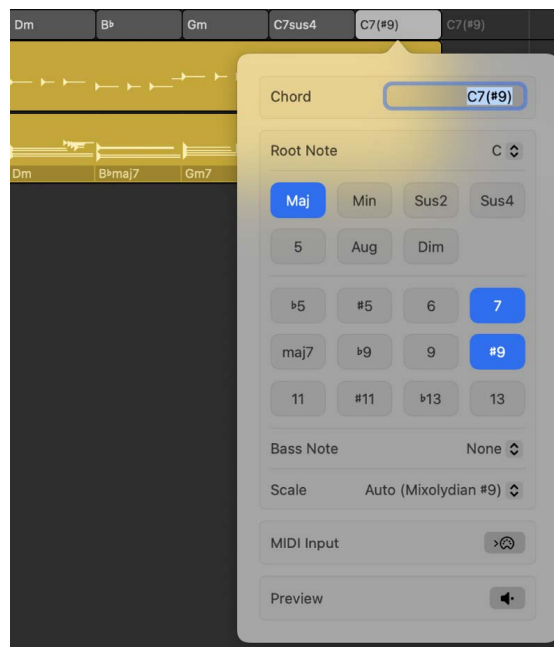 Dm B♭ Gm C7sus4 C7(#9) C7(#9)
Chord C7(#9)
Root Note C
Dm B♭maj7 Gm7
Maj Min Sus2 Sus4
5 Aug Dim
♭5 #5 6 7
maj7 ♭9 9 #9
11 #11 ♭13 13
Bass Note None
Scale Auto (Mixolydian #9)
MIDI Input
Preview